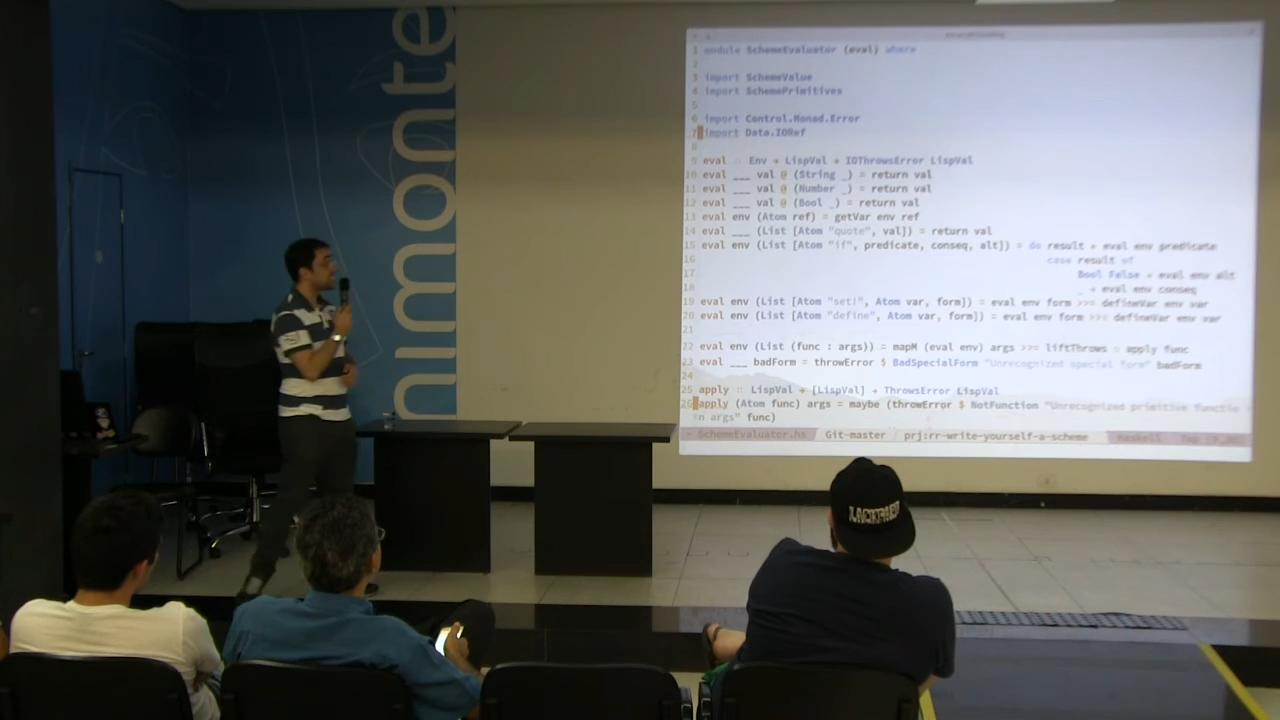 nimonte
1 module SchemeEvaluator (eval) where
2
3 import SchemeValue
4 import SchemePrimitives
5
6 import Control.Monad.Error
7 import Data.IORef
8
9 eval :: Env → LispVal → IOThrowsError LispVal
10 eval ___ val @ (String _) = return val
11 eval ___ val @ (Number _) = return val
12 eval ___ val @ (Bool _) = return val
13 eval env (Atom ref) = getVar env ref
14 eval ___ (List [Atom "quote", val]) = return val
15 eval env (List [Atom "if", predicate, conseq, alt]) = do result ← eval env predicate
16 case result of
17 Bool False → eval env alt
18 _ → eval env conseq
19 eval env (List [Atom "set!", Atom var, form]) = eval env form >>= defineVar env var
20 eval env (List [Atom "define", Atom var, form]) = eval env form >>= defineVar env var
21
22 eval env (List (func : args)) = mapM (eval env) args >>= liftThrows ∘ apply func
23 eval ___ badForm = throwError $ BadSpecialForm "Unrecognized special form" badForm
24
25 apply :: LispVal → [LispVal] → ThrowsError LispVal
26 apply (Atom func) args = maybe (throwError $ NotFunction "Unrecognized primitive functio
n args" func)
SchemeEvaluator.hs Git-master prj:rr-write-yourself-a-scheme Haskell Top